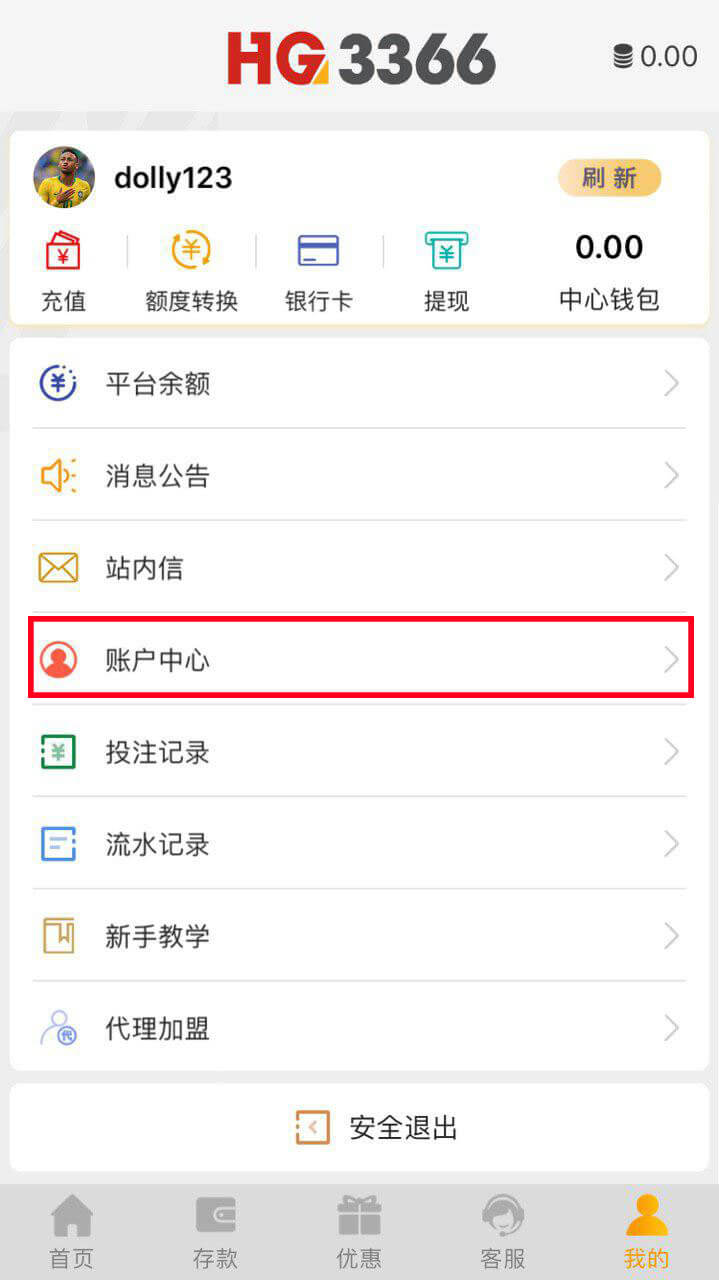 HG3366
0.00
dolly123
刷新
充值
额度转换
银行卡
提现
0.00
中心钱包
平台余额
消息公告
站内信
账户中心
投注记录
流水记录
新手教学
代
代理加盟
安全退出
首页
存款
优惠
客服
我的